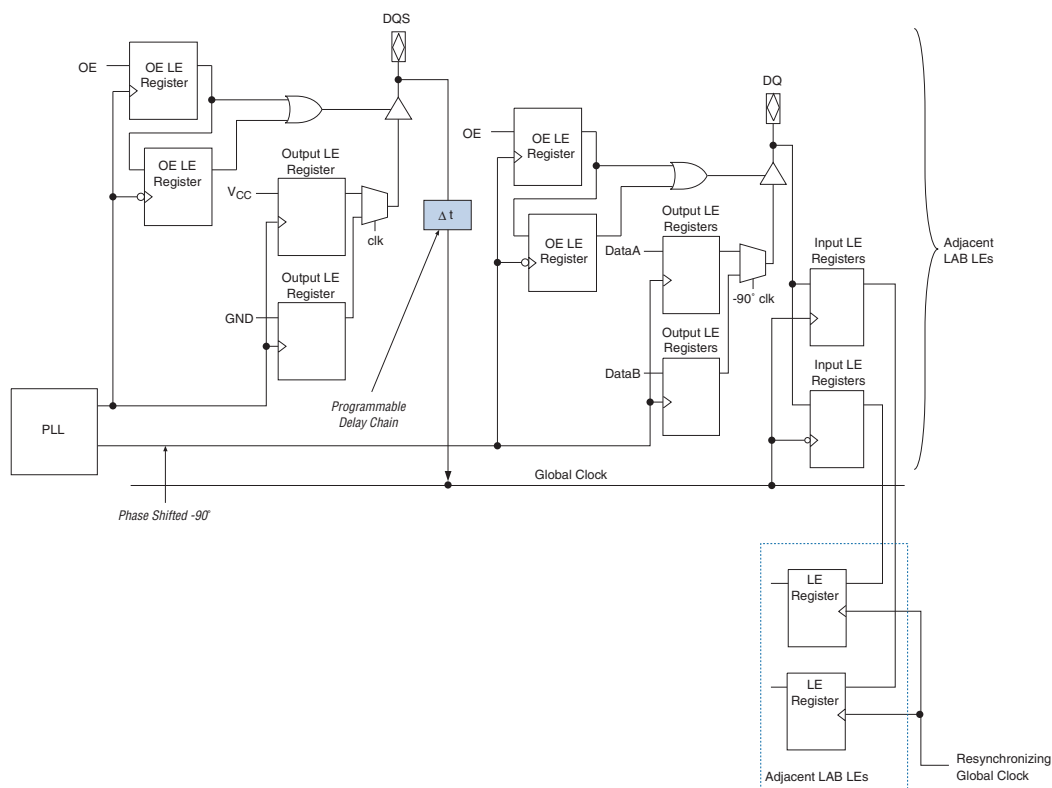 DQS
OE
OE LE
Register
OE LE
Register
Output LE
Register
VCC
clk
Output LE
Register
GND
Δ t
Programmable
Delay Chain
PLL
Phase Shifted -90°
Global Clock
DQ
OE
OE LE
Register
OE LE
Register
Output LE
Registers
DataA
-90° clk
Output LE
Registers
DataB
Input LE
Registers
Input LE
Registers
Adjacent
LAB LEs
LE
Register
LE
Register
Adjacent LAB LEs
Resynchronizing
Global Clock